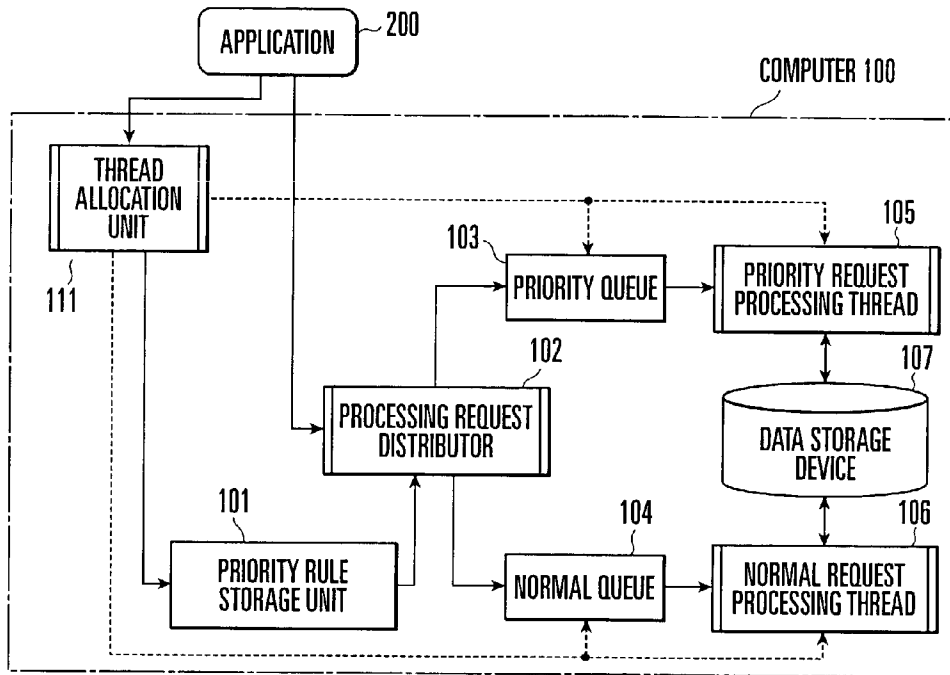 APPLICATION
200
COMPUTER 100
THREAD
ALLOCATION
UNIT
111
103
PRIORITY QUEUE
105
PRIORITY REQUEST
PROCESSING THREAD
102
PROCESSING REQUEST
DISTRIBUTOR
107
DATA STORAGE
DEVICE
101
PRIORITY RULE
STORAGE UNIT
104
NORMAL QUEUE
106
NORMAL REQUEST
PROCESSING THREAD